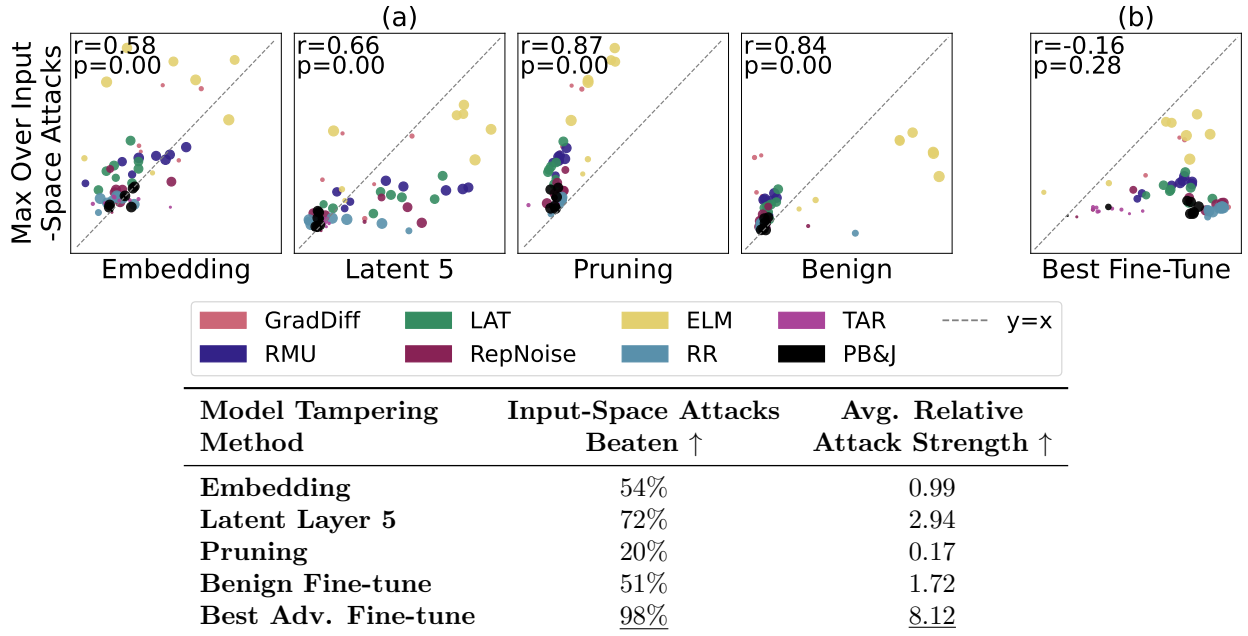 (a) (b)
r=0.58 r=0.66 r=0.87 r=0.84 r=-0.16
p=0.00 p=0.00 p=0.00 p=0.00 p=0.28
Max Over Input
-Space Attacks
Embedding Latent 5 Pruning Benign Best Fine-Tune
GradDiff LAT ELM TAR y=x
RMU RepNoise RR PB&J
Model Tampering Input-Space Attacks Avg. Relative
Method Beaten ↑ Attack Strength ↑
Embedding 54% 0.99
Latent Layer 5 72% 2.94
Pruning 20% 0.17
Benign Fine-tune 51% 1.72
Best Adv. Fine-tune 98% 8.12